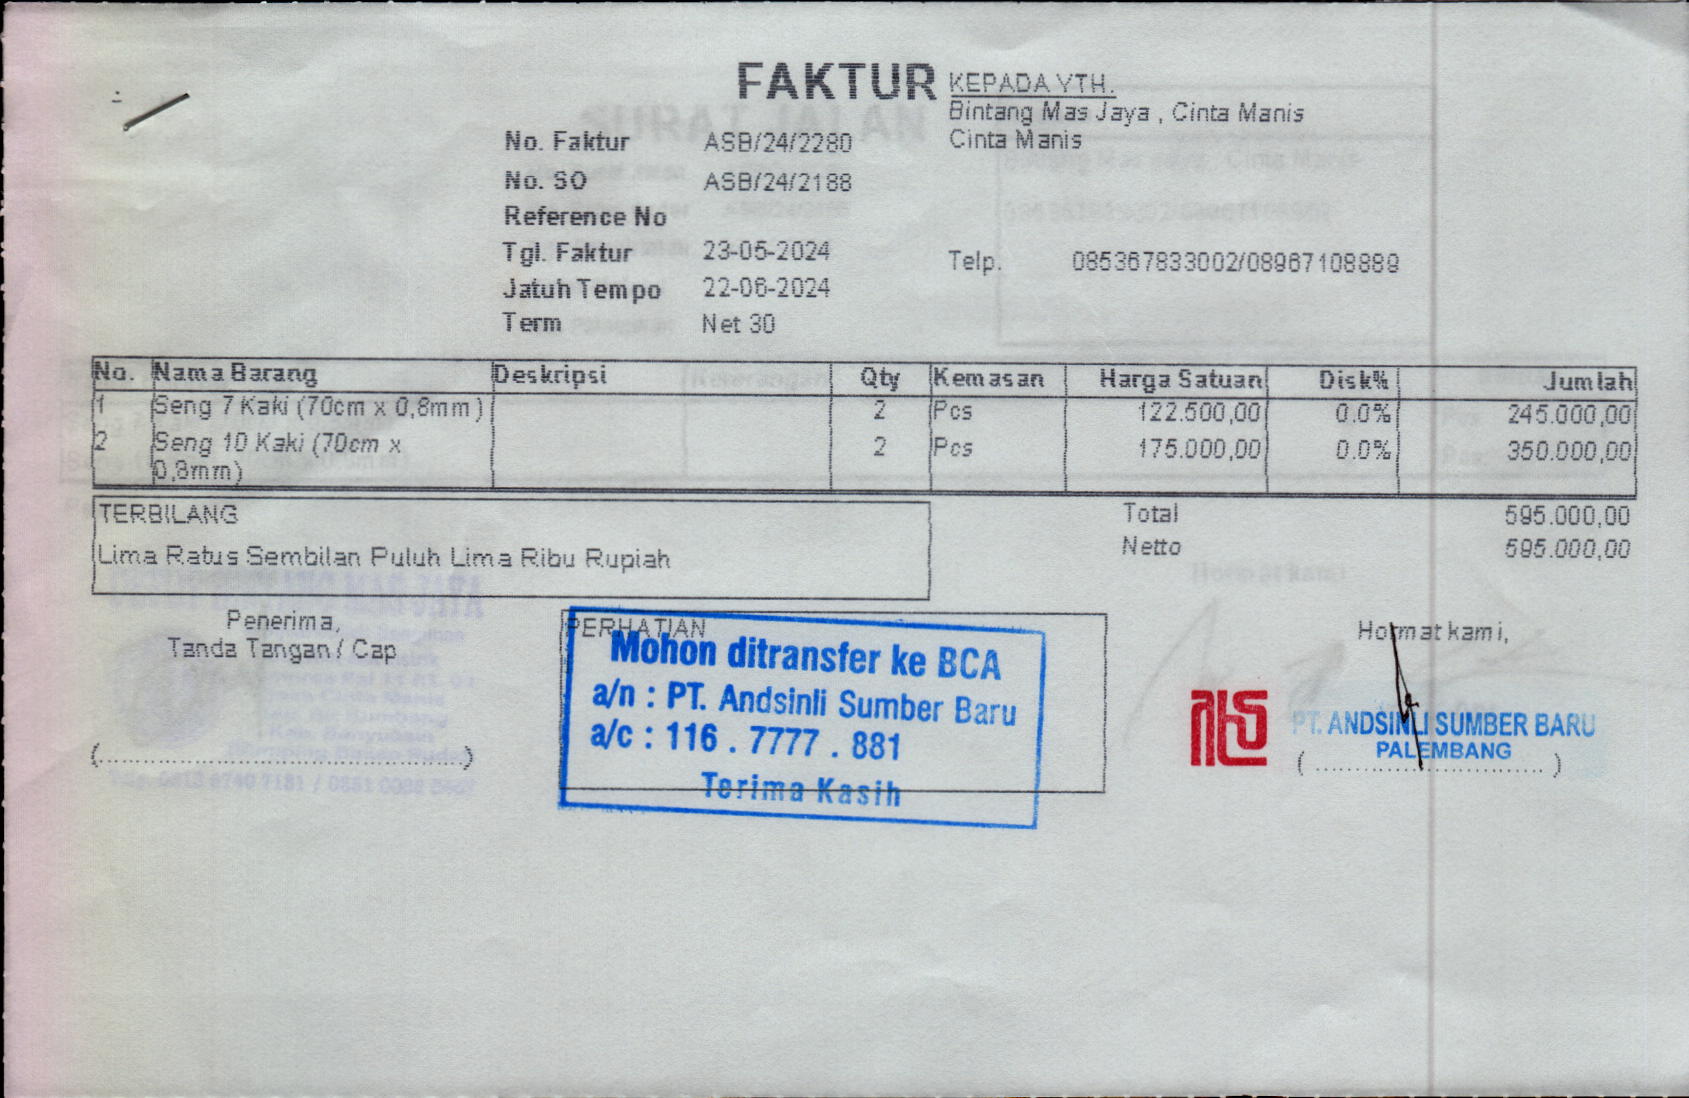 FAKTUR
KEPADA YTH.
Bintang Mas Jaya , Cinta Manis
Cinta Manis
No. Faktur ASB/24/2280
No. SO ASB/24/2188
Reference No
Tgl. Faktur 23-05-2024
Telp. 085367833002/08967108889
Jatuh Tempo 22-06-2024
Term Net 30
No. Nama Barang Deskripsi Qty Kemasan Harga Satuan Disk% Jumlah
1 Seng 7 Kaki (70cm x 0,8mm) 2 Pcs 122.500,00 0.0% 245.000,00
2 Seng 10 Kaki (70cm x 2 Pcs 175.000,00 0.0% 350.000,00
0,8mm)
TERBILANG
Lima Ratus Sembilan Puluh Lima Ribu Rupiah
Total 595.000,00
Netto 595.000,00
Penerima,
Tanda Tangan / Cap
(................................................)
PERHATIAN
Mohon ditransfer ke BCA
a/n : PT. Andsinli Sumber Baru
a/c : 116 . 7777 . 881
Terima Kasih
Hormat kami,
PT. ANDSINLI SUMBER BARU
PALEMBANG
( .............................. )